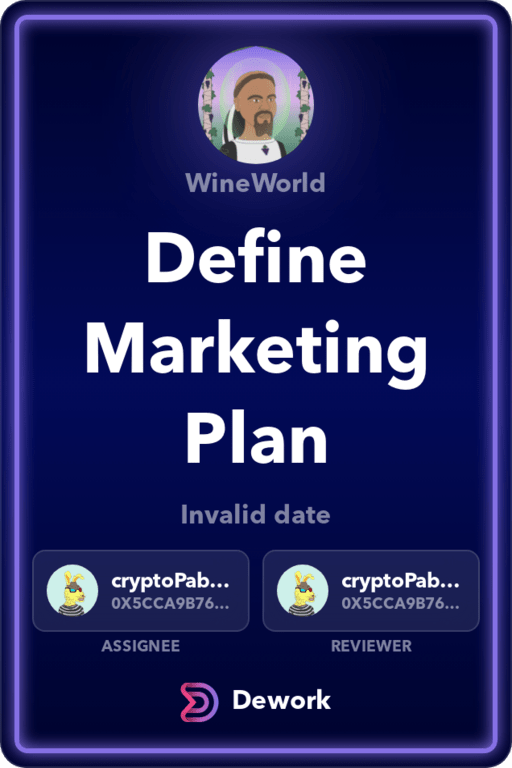 WineWorld
Define
Marketing
Plan
Invalid date
cryptoPab... cryptoPab...
0X5CCA9B76... 0X5CCA9B76...
ASSIGNEE REVIEWER
Dework